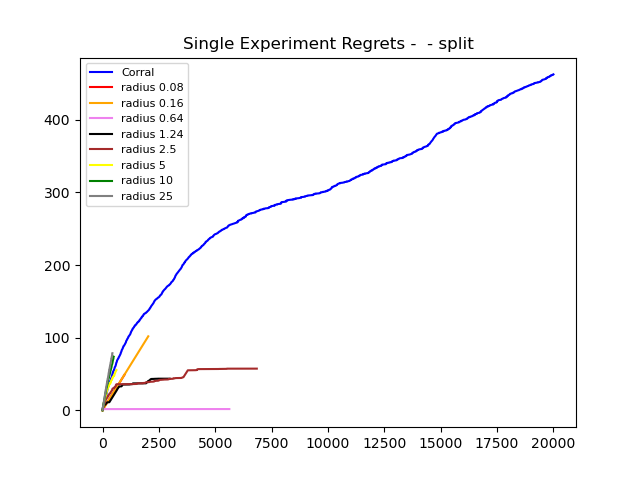 Single Experiment Regrets -  - split
Corral
radius 0.08
radius 0.16
radius 0.64
radius 1.24
radius 2.5
radius 5
radius 10
radius 25
400
300
200
100
0
0 2500 5000 7500 10000 12500 15000 17500 20000